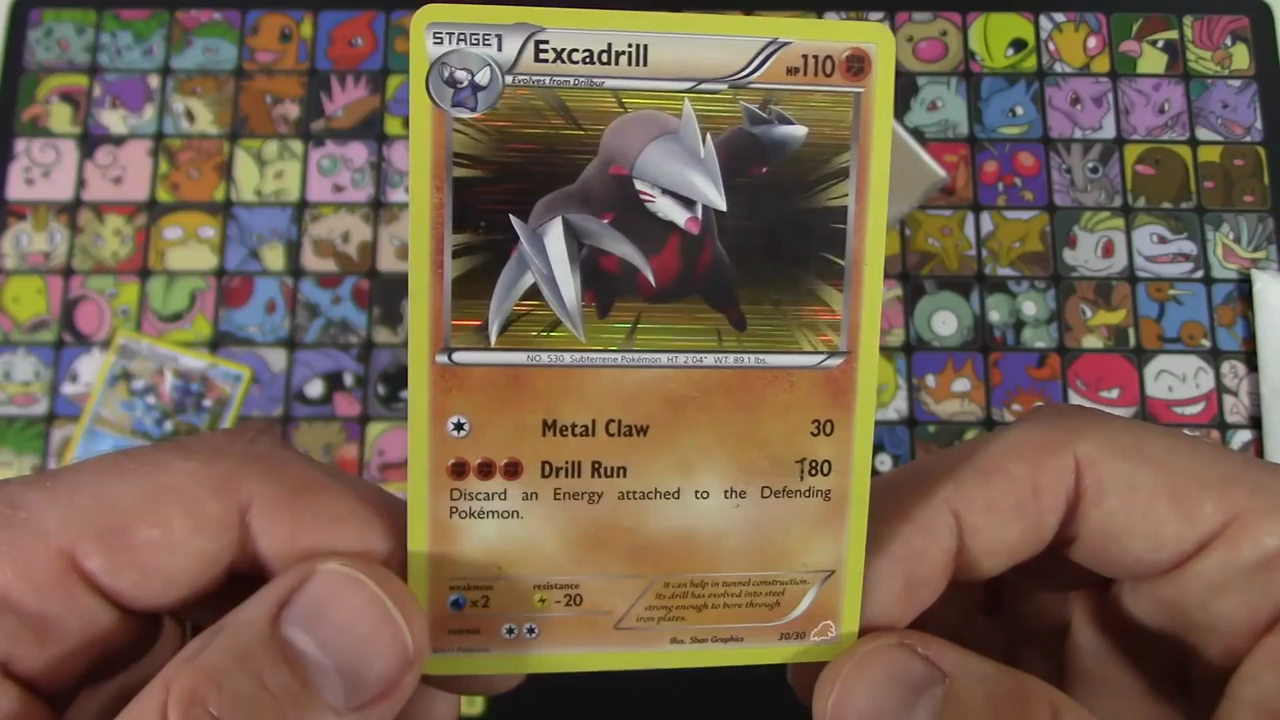 STAGE1
Excadrill
HP110
Evolves from Drilbur
NO. 530 Subterrene Pokémon HT: 2'04" WT: 89.1 lbs.
Metal Claw 30
Drill Run 80
Discard an Energy attached to the Defending
Pokémon.
weakness
×2
resistance
-20
It can help in tunnel construction.
Its drill has evolved into steel
strong enough to bore through
iron plates.
retreat
Illus. 5ban Graphics
30/30
©2011 Pokémon